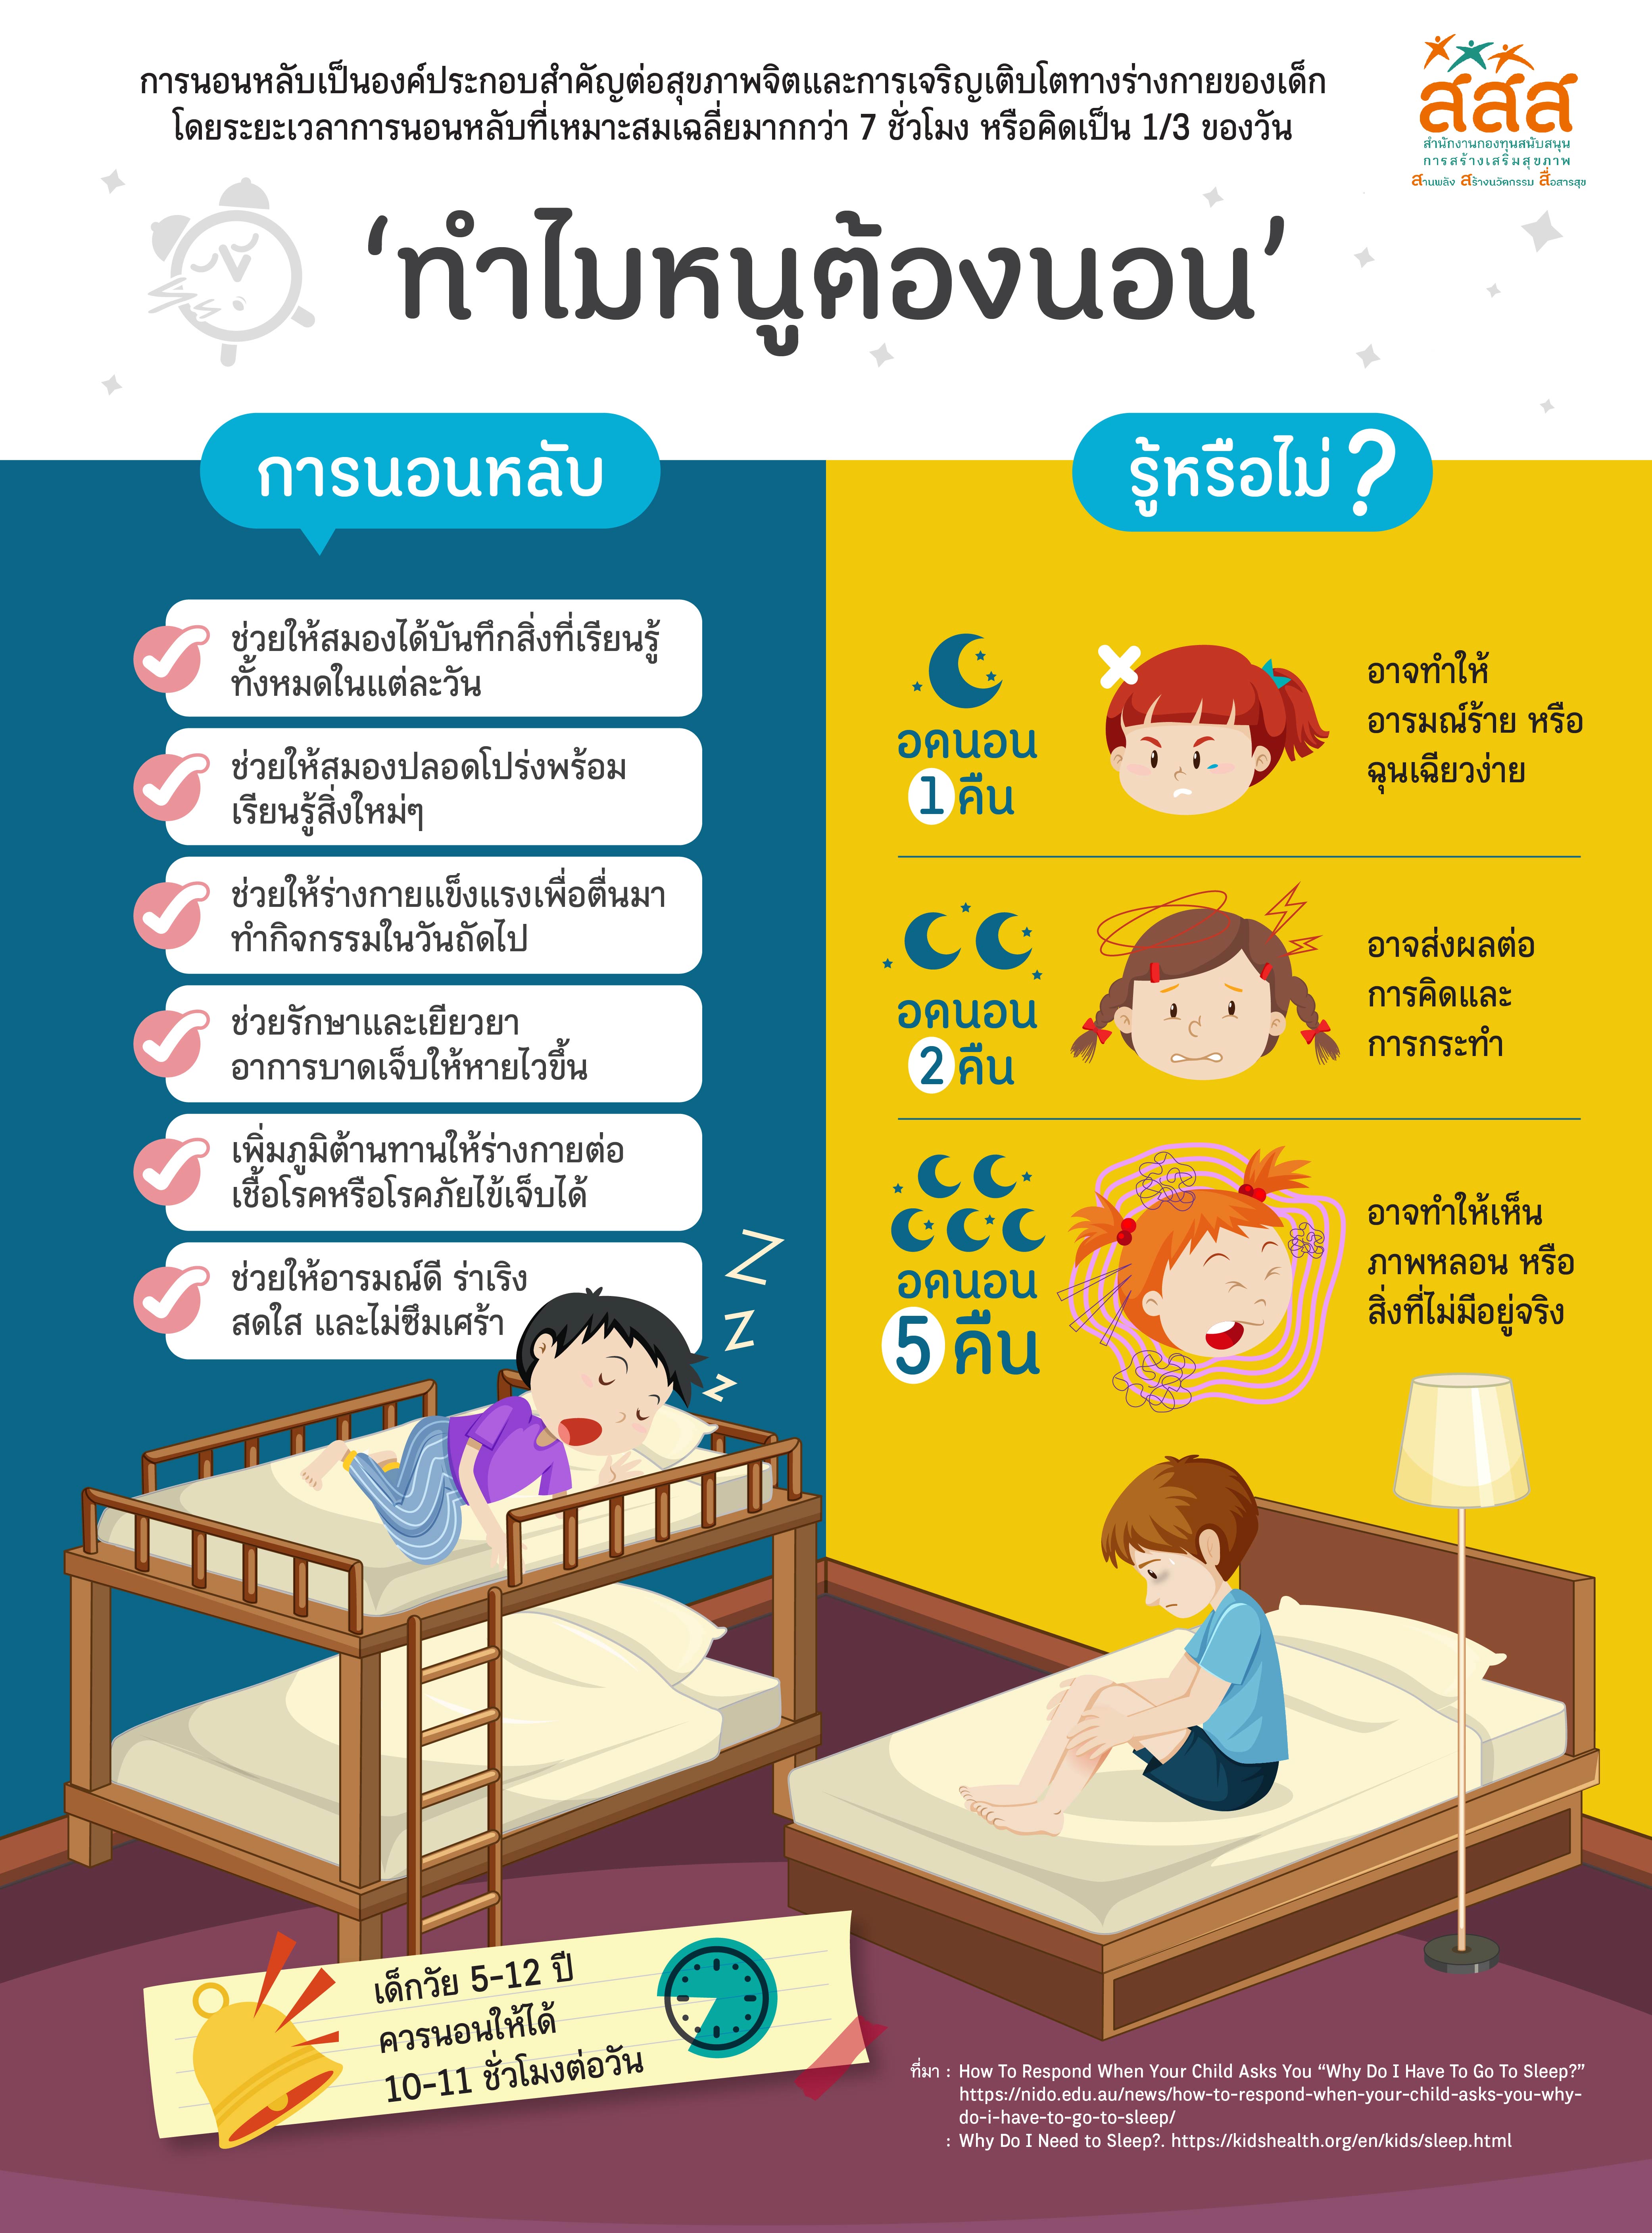 การนอนหลับเป็นองค์ประกอบสำคัญต่อสุขภาพจิตและการเจริญเติบโตทางร่างกายของเด็ก
โดยระยะเวลาการนอนหลับที่เหมาะสมเฉลี่ยมากกว่า 7 ชั่วโมง หรือคิดเป็น 1/3 ของวัน
สสส
สำนักงานกองทุนสนับสนุน
การสร้างเสริมสุขภาพ
สานพลัง สร้างนวัตกรรม สื่อสารสุข
‘ทำไมหนูต้องนอน’
การนอนหลับ
ช่วยให้สมองได้บันทึกสิ่งที่เรียนรู้
ทั้งหมดในแต่ละวัน
ช่วยให้สมองปลอดโปร่งพร้อม
เรียนรู้สิ่งใหม่ๆ
ช่วยให้ร่างกายแข็งแรงเพื่อตื่นมา
ทำกิจกรรมในวันถัดไป
ช่วยรักษาและเยียวยา
อาการบาดเจ็บให้หายไวขึ้น
เพิ่มภูมิต้านทานให้ร่างกายต่อ
เชื้อโรคหรือโรคภัยไข้เจ็บได้
ช่วยให้อารมณ์ดี ร่าเริง
สดใส และไม่ซึมเศร้า
Z
Z
Z
รู้หรือไม่?
อดนอน
1 คืน
อาจทำให้
อารมณ์ร้าย หรือ
ฉุนเฉียวง่าย
อดนอน
2 คืน
อาจส่งผลต่อ
การคิดและ
การกระทำ
อดนอน
5 คืน
อาจทำให้เห็น
ภาพหลอน หรือ
สิ่งที่ไม่มีอยู่จริง
เด็กวัย 5-12 ปี
ควรนอนให้ได้
10-11 ชั่วโมงต่อวัน
ที่มา : How To Respond When Your Child Asks You “Why Do I Have To Go To Sleep?”
https://nido.edu.au/news/how-to-respond-when-your-child-asks-you-why-
do-i-have-to-go-to-sleep/
: Why Do I Need to Sleep?. https://kidshealth.org/en/kids/sleep.html